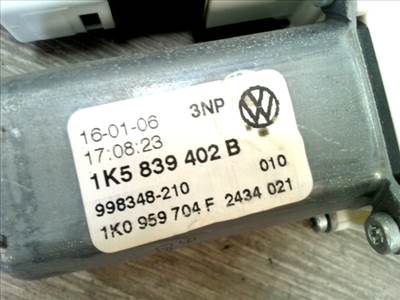 16-01-06 3NP
17:08:23
1K5 839 402 B
998348-210 010
1K0 959 704 F 2434 021